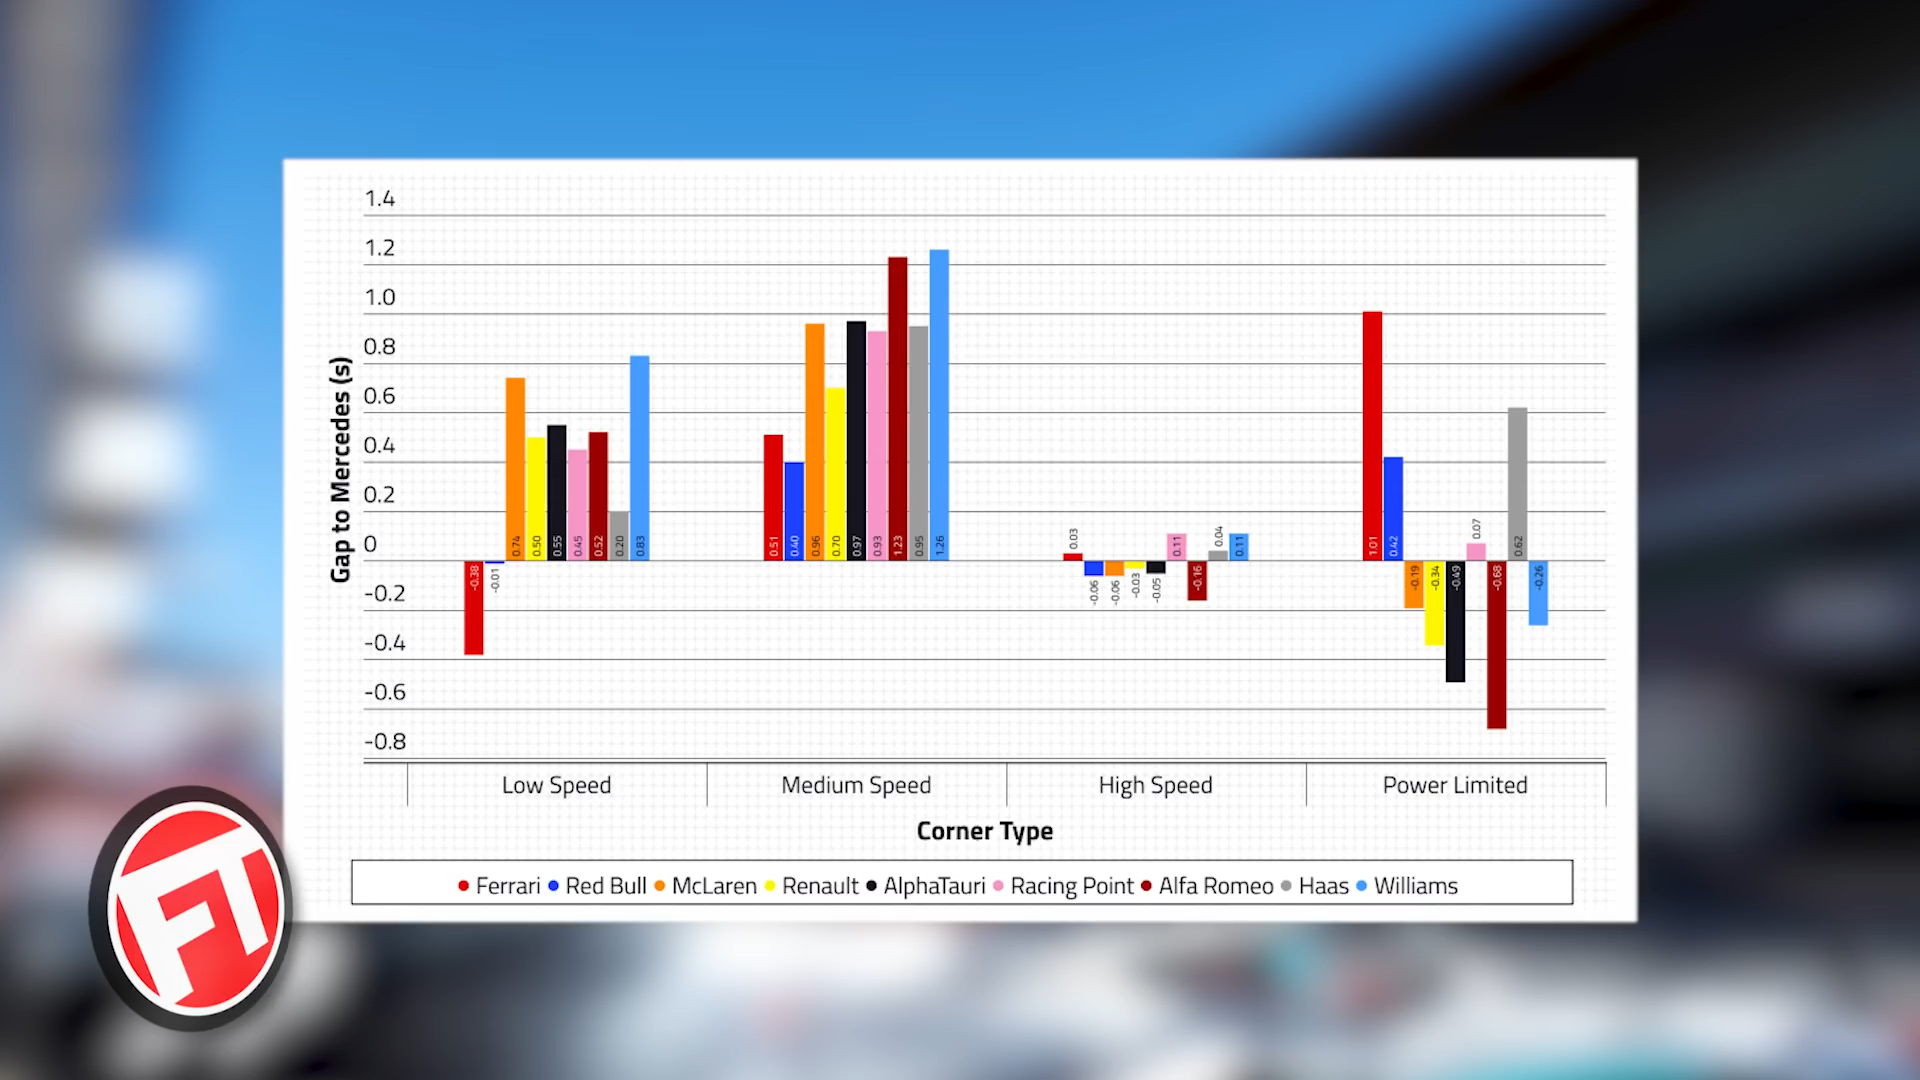 1.4
1.2
1.0
0.8
0.6
0.4
0.2
0
-0.2
-0.4
-0.6
-0.8
Gap to Mercedes (s)
-0.38 -0.01 0.74 0.50 0.55 0.45 0.52 0.20 0.83
0.51 0.40 0.96 0.70 0.97 0.93 1.23 0.95 1.26
0.03 -0.06 -0.06 -0.03 -0.05 0.11 -0.16 0.04 0.11
1.01 0.42 -0.19 -0.34 -0.49 0.07 -0.68 0.62 -0.26
Low Speed Medium Speed High Speed Power Limited
Corner Type
Ferrari Red Bull McLaren Renault AlphaTauri Racing Point Alfa Romeo Haas Williams
FT